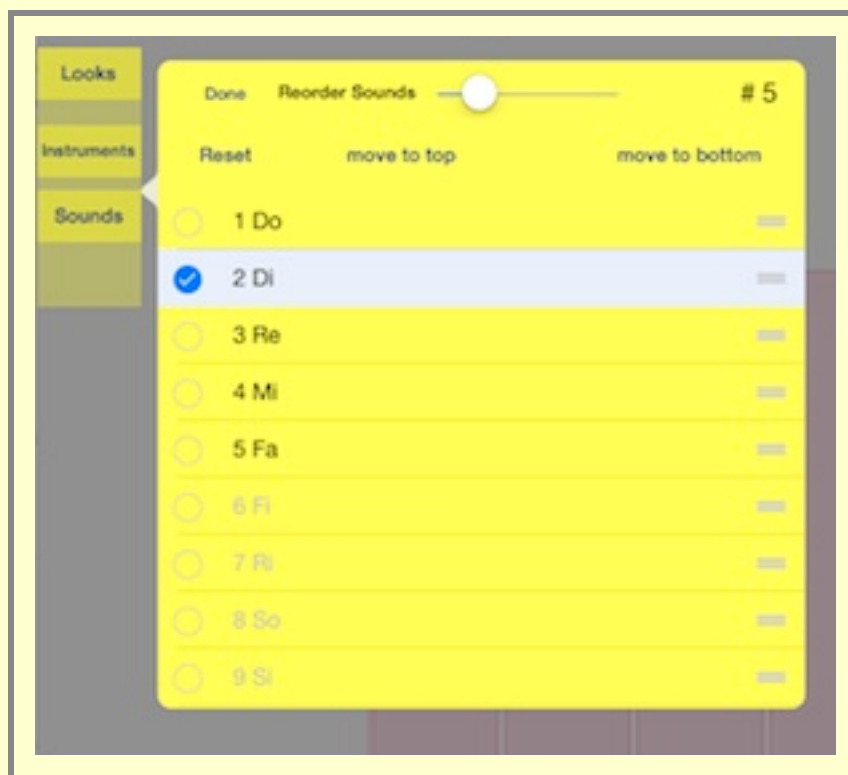 Looks
Instruments
Sounds
Done Reorder Sounds # 5
Reset move to top move to bottom
1 Do
2 Di
3 Re
4 Mi
5 Fa
6 Fi
7 Ri
8 So
9 Si